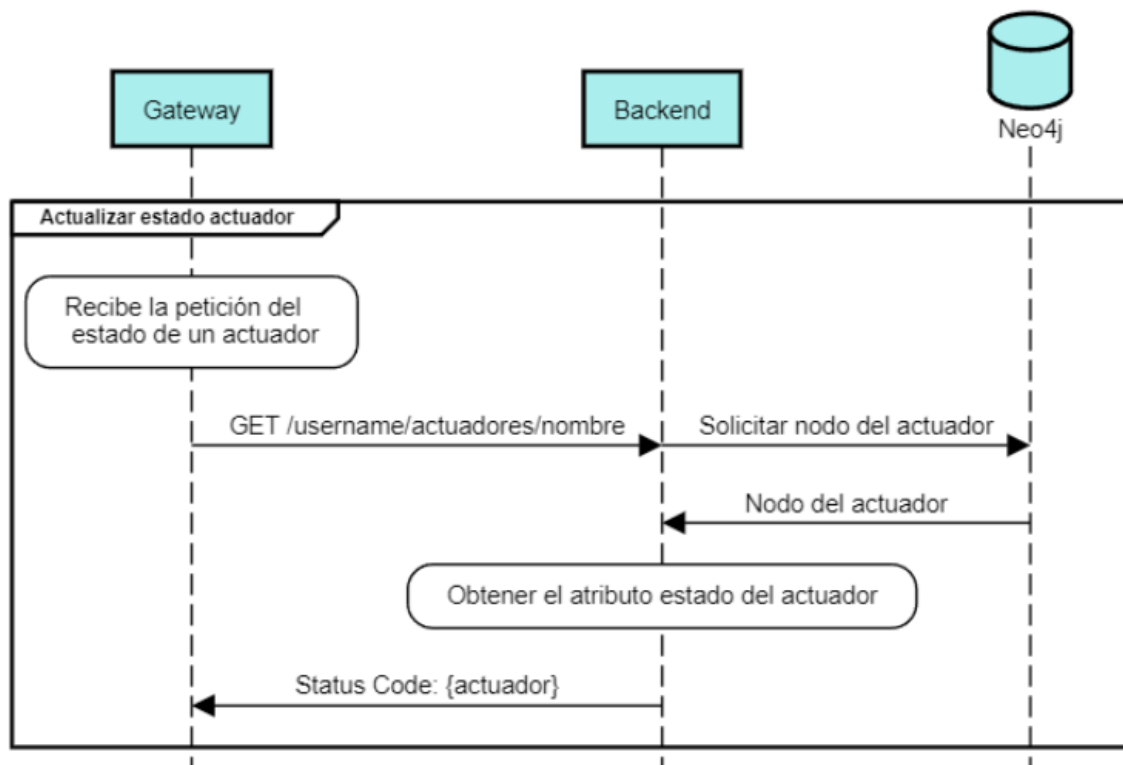 Gateway
Backend
Neo4j
Actualizar estado actuador
Recibe la petición del
estado de un actuador
GET /username/actuadores/nombre
Solicitar nodo del actuador
Nodo del actuador
Obtener el atributo estado del actuador
Status Code: {actuador}